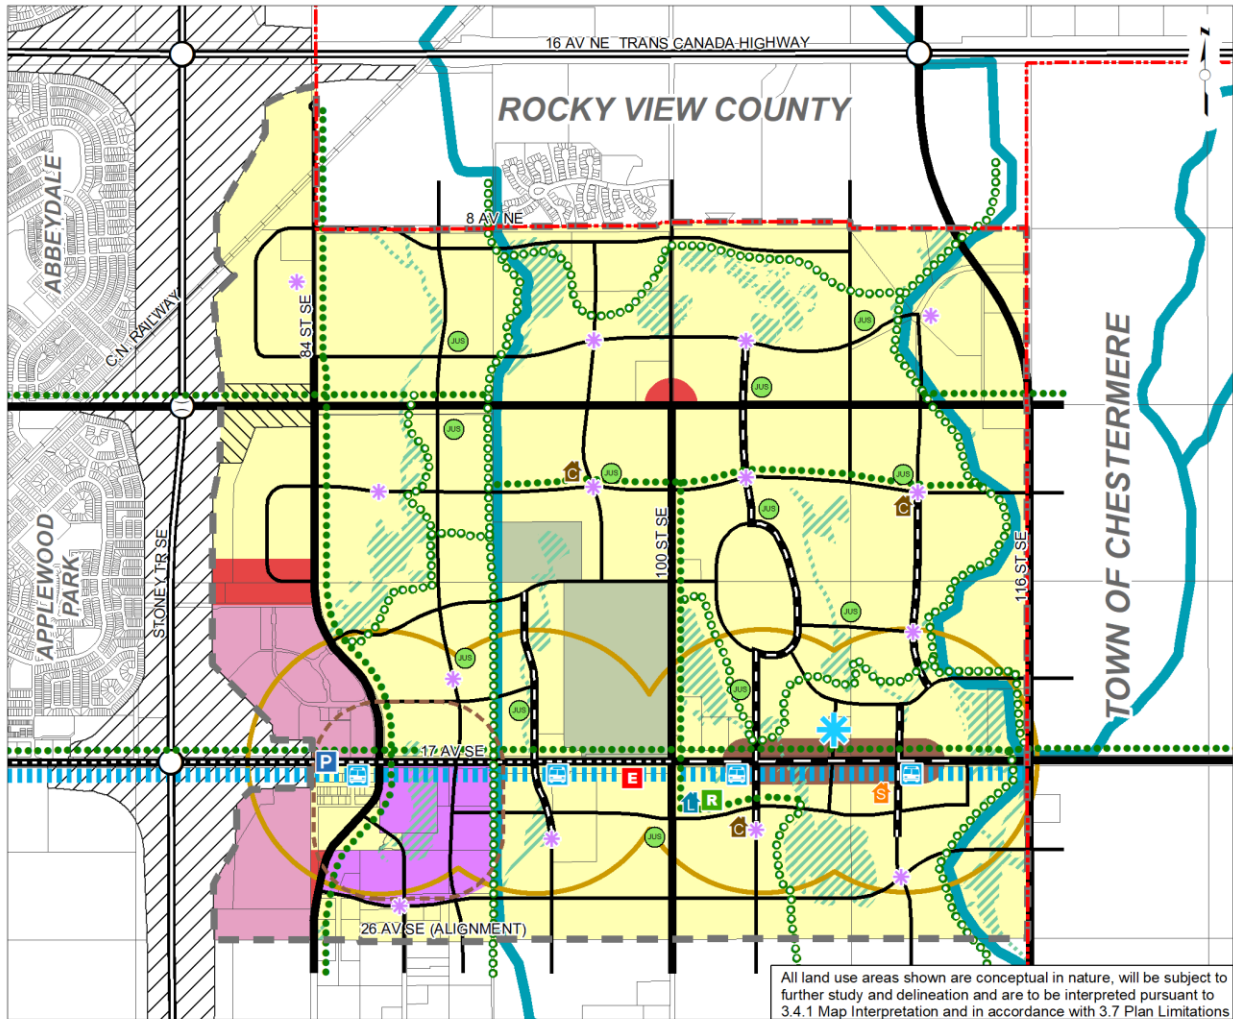 16 AV NE TRANS CANADA HIGHWAY
N
ROCKY VIEW COUNTY
ABBEYDALE
8 AV NE
C.N. RAILWAY
84 ST SE
JUS
JUS
JUS
JUS
TOWN OF CHESTERMERE
C
JUS
JUS
C
JUS
100 ST SE
116 ST SE
STONEY TR SE
APPLEWOOD
PARK
JUS
JUS
JUS
JUS
17 AV SE
P
E
L
R
S
C
JUS
26 AV SE (ALIGNMENT)
All land use areas shown are conceptual in nature, will be subject to
further study and delineation and are to be interpreted pursuant to
3.4.1 Map Interpretation and in accordance with 3.7 Plan Limitations